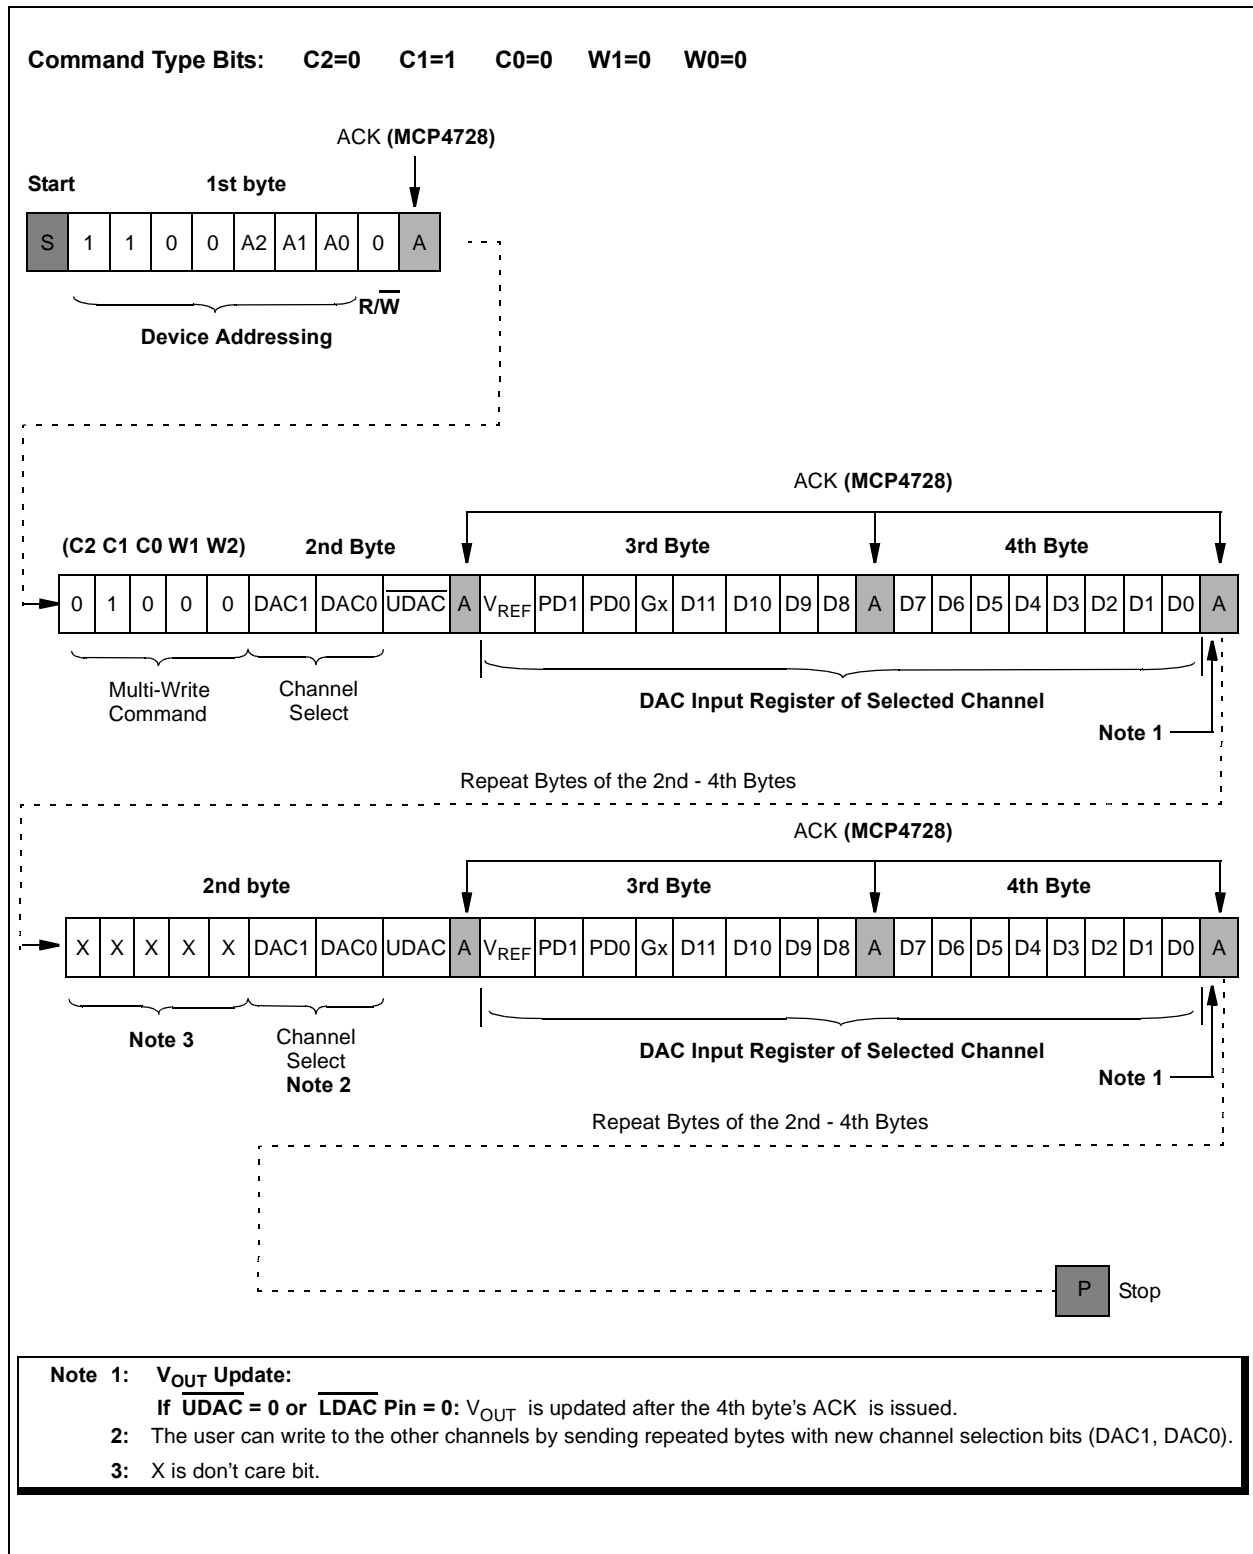 Command Type Bits: C2=0 C1=1 C0=0 W1=0 W0=0
ACK (MCP4728)
Start 1st byte
S 1 1 0 0 A2 A1 A0 0 A
R/W̅
Device Addressing
ACK (MCP4728)
(C2 C1 C0 W1 W2) 2nd Byte 3rd Byte 4th Byte
0 1 0 0 0 DAC1 DAC0 U̅D̅A̅C̅ A VREF PD1 PD0 Gx D11 D10 D9 D8 A D7 D6 D5 D4 D3 D2 D1 D0 A
Multi-Write Command
Channel Select
DAC Input Register of Selected Channel
Note 1
Repeat Bytes of the 2nd - 4th Bytes
ACK (MCP4728)
2nd byte 3rd Byte 4th Byte
X X X X X DAC1 DAC0 UDAC A VREF PD1 PD0 Gx D11 D10 D9 D8 A D7 D6 D5 D4 D3 D2 D1 D0 A
Note 3
Channel Select
Note 2
DAC Input Register of Selected Channel
Note 1
Repeat Bytes of the 2nd - 4th Bytes
P Stop
Note 1: VOUT Update:
If U̅D̅A̅C̅ = 0 or L̅D̅A̅C̅ Pin = 0: VOUT is updated after the 4th byte's ACK is issued.
2: The user can write to the other channels by sending repeated bytes with new channel selection bits (DAC1, DAC0).
3: X is don't care bit.